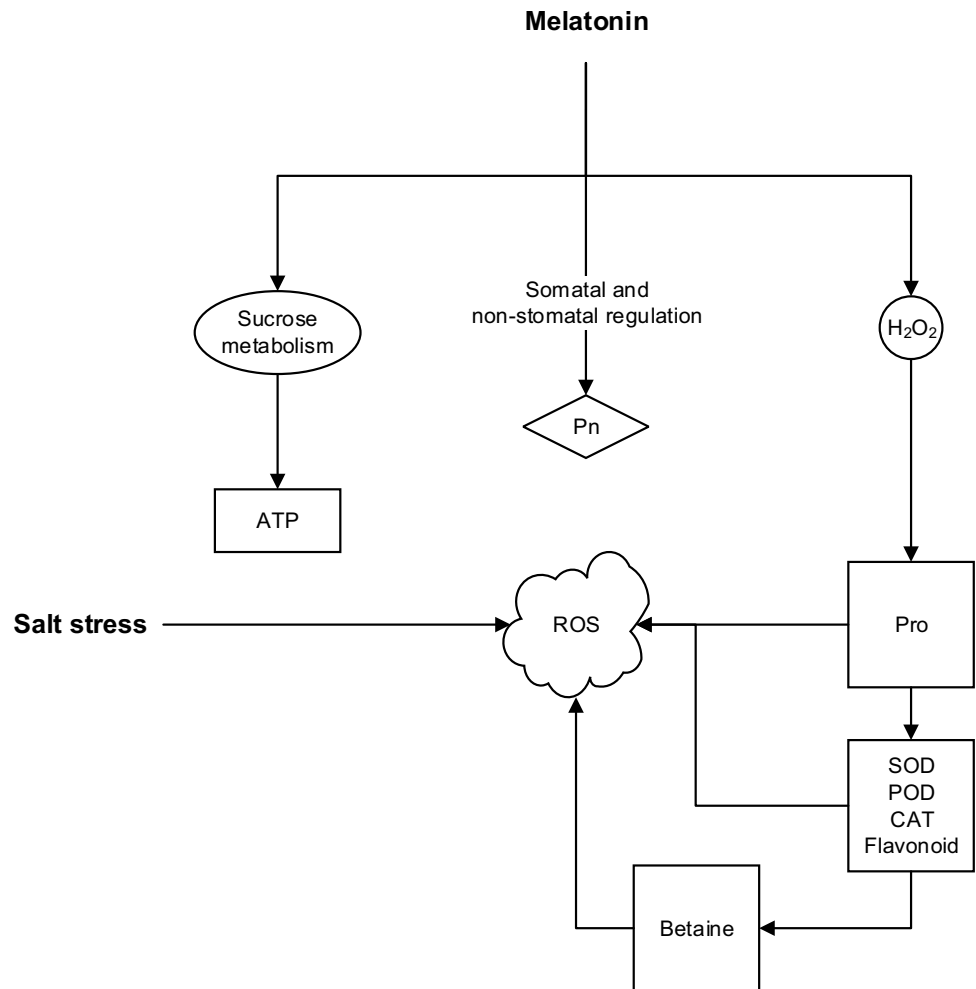 Melatonin
Sucrose
metabolism
Somatal and
non-stomatal regulation
H₂O₂
Pn
ATP
Salt stress
ROS
Pro
SOD
POD
CAT
Flavonoid
Betaine